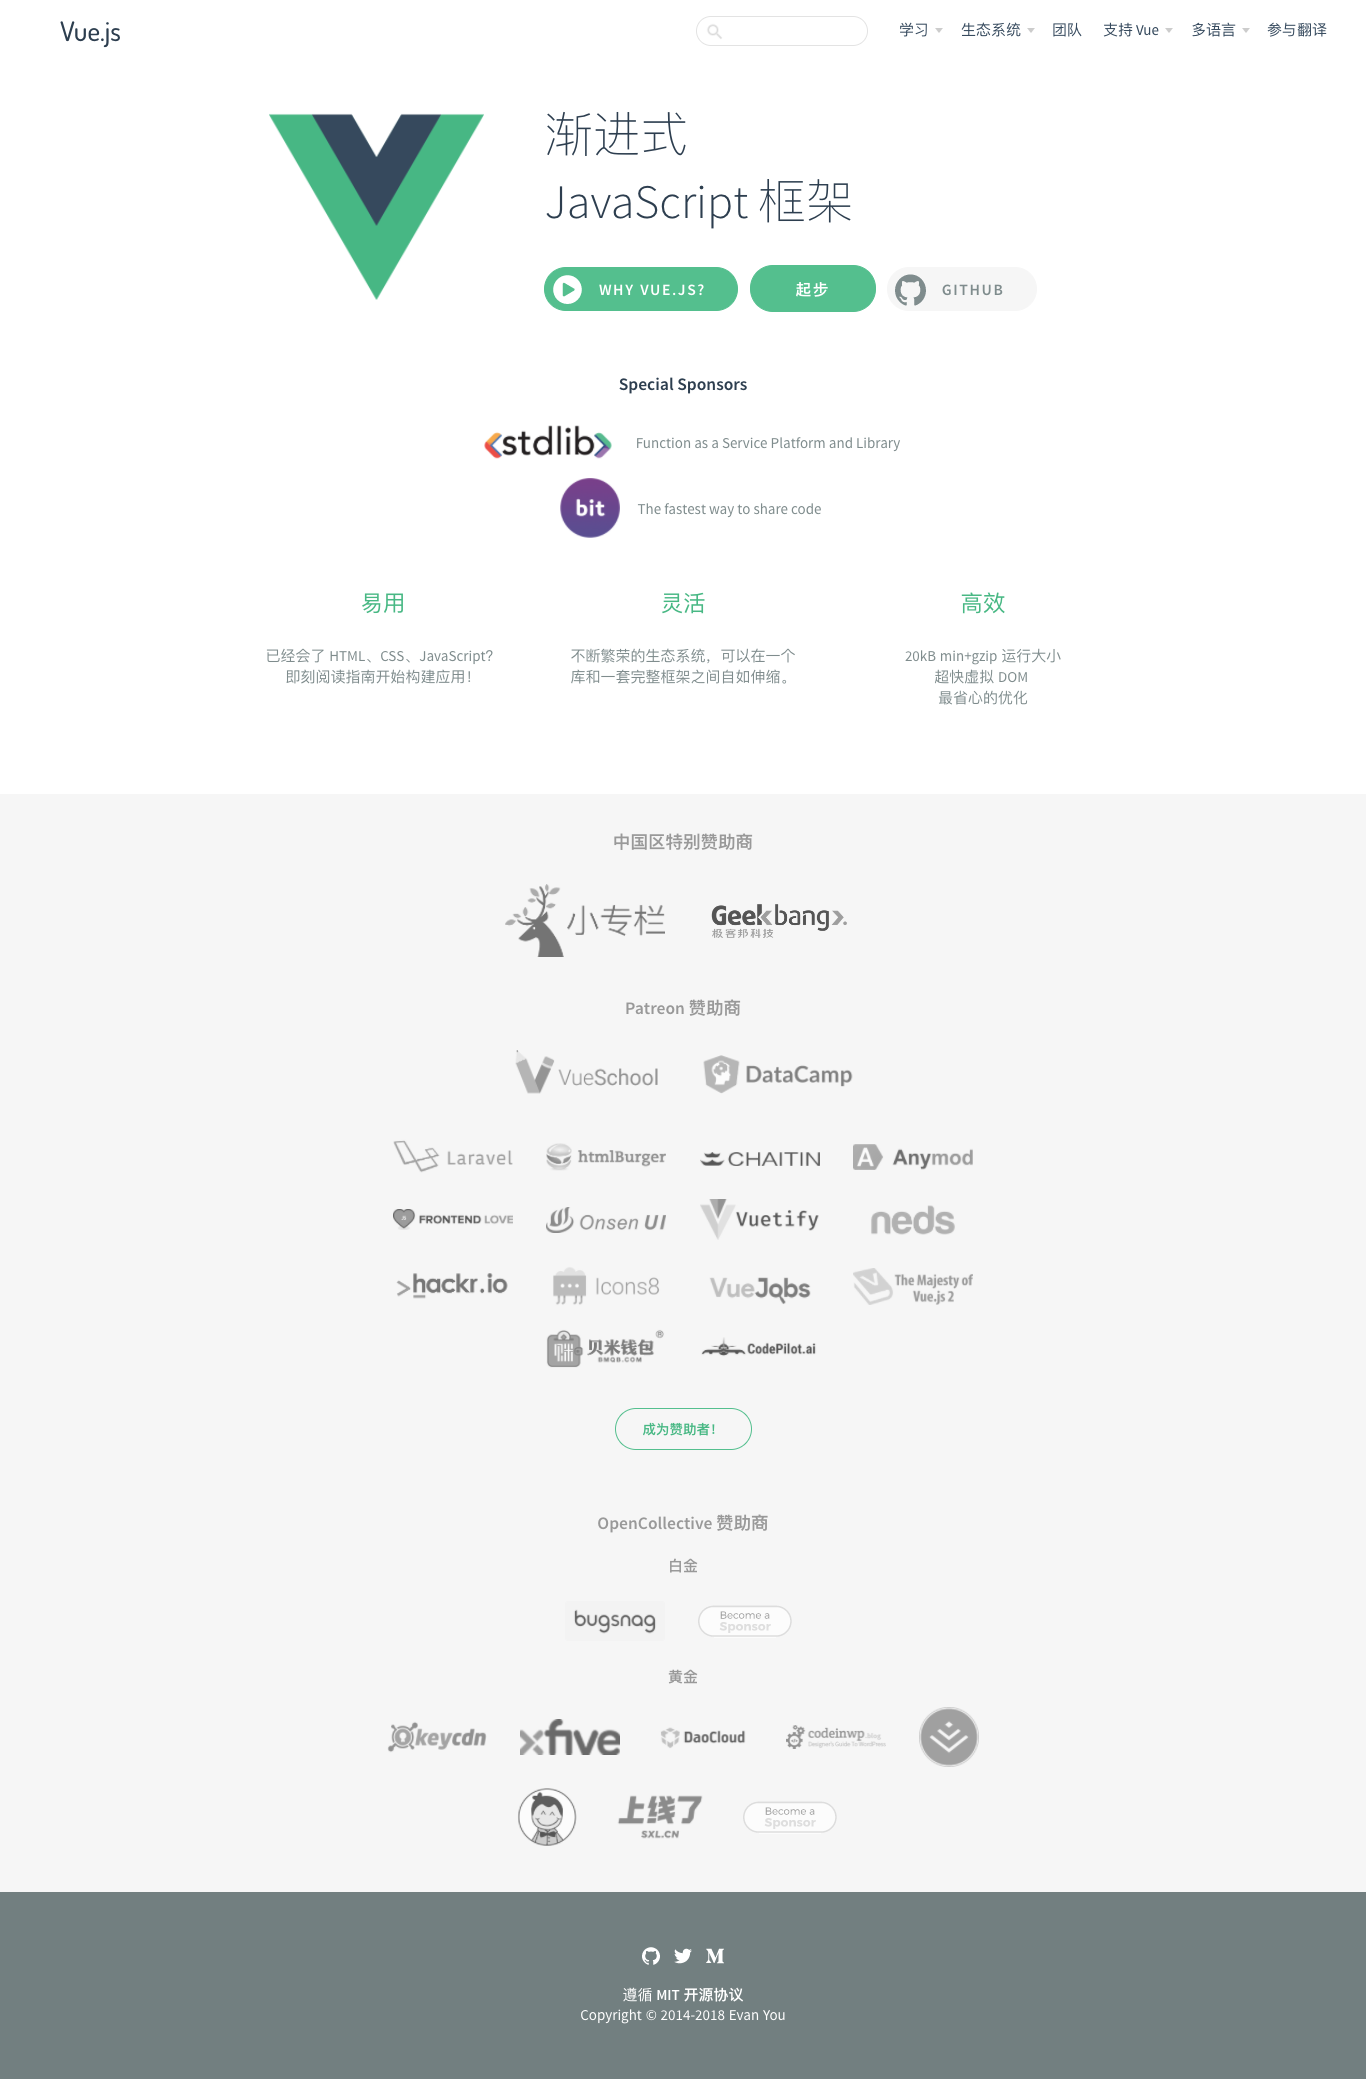 Vue.js
学习 生态系统 团队 支持 Vue 多语言 参与翻译
渐进式
JavaScript 框架
WHY VUE.JS? 起步 GITHUB
Special Sponsors
<stdlib> Function as a Service Platform and Library
bit The fastest way to share code
易用 灵活 高效
已经会了 HTML、CSS、JavaScript?
即刻阅读指南开始构建应用！
不断繁荣的生态系统，可以在一个
库和一套完整框架之间自如伸缩。
20kB min+gzip 运行大小
超快虚拟 DOM
最省心的优化
中国区特别赞助商
小专栏 Geekbang>.
极客邦科技
Patreon 赞助商
VueSchool DataCamp
Laravel htmlBurger CHAITIN Anymod
FRONTEND LOVE Onsen UI Vuetify neds
>hackr.io Icons8 VueJobs The Majesty of
Vue.js 2
贝米钱包® CodePilot.ai
BMQB.COM
成为赞助者！
OpenCollective 赞助商
白金
bugsnag Become a
Sponsor
黄金
keycdn xfive DaoCloud codeinwp blog
Designer's Guide To WordPress
上线了 Become a
SXL.CN Sponsor
遵循 MIT 开源协议
Copyright © 2014-2018 Evan You